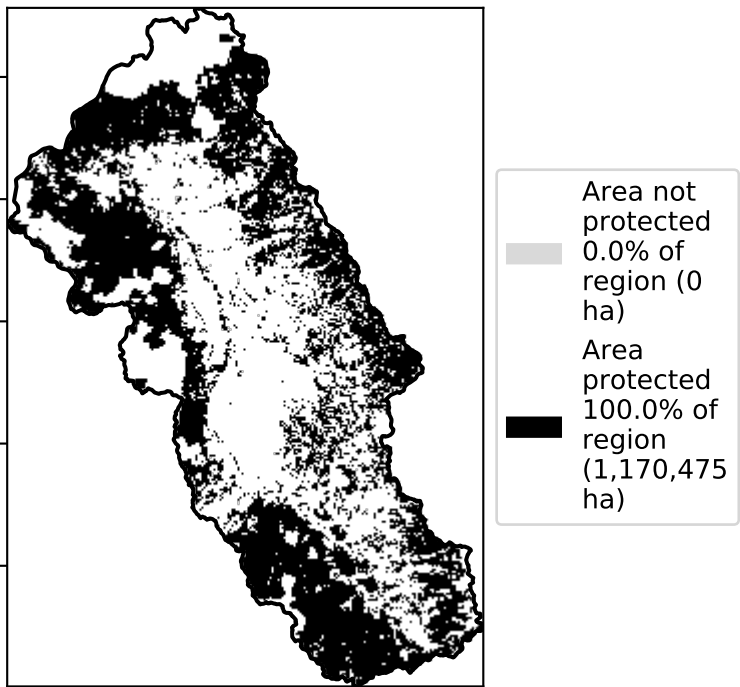 Area not
protected
0.0% of
region (0
ha)
Area
protected
100.0% of
region
(1,170,475
ha)